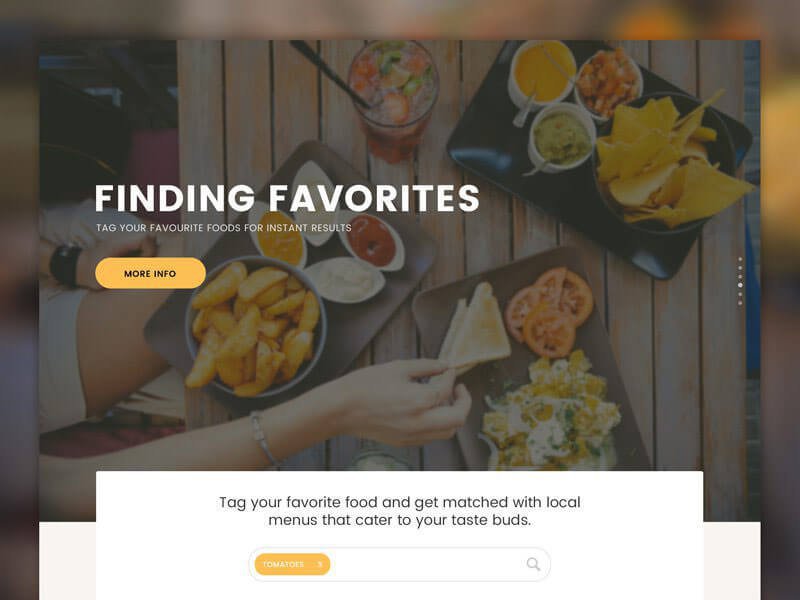 FINDING FAVORITES
TAG YOUR FAVOURITE FOODS FOR INSTANT RESULTS
MORE INFO
Tag your favorite food and get matched with local
menus that cater to your taste buds.
TOMATOES